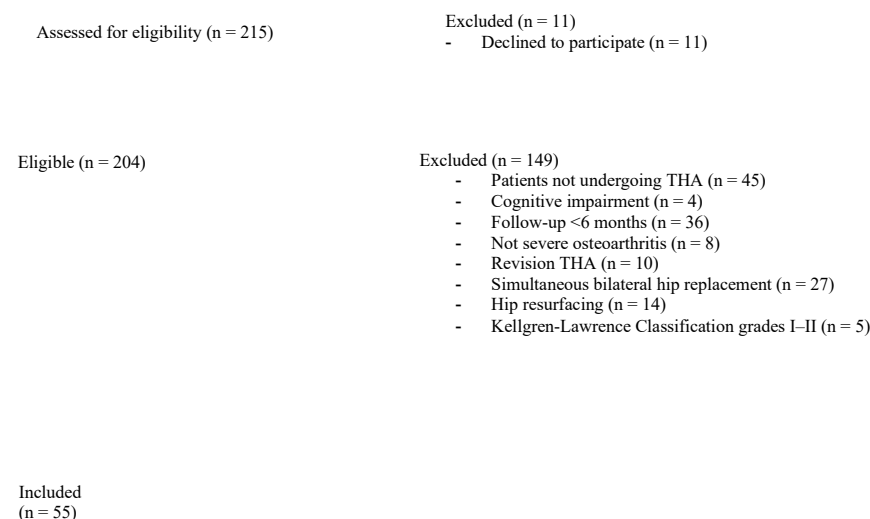 Assessed for eligibility (n = 215)
Excluded (n = 11)
- Declined to participate (n = 11)
Eligible (n = 204)
Excluded (n = 149)
- Patients not undergoing THA (n = 45)
- Cognitive impairment (n = 4)
- Follow-up <6 months (n = 36)
- Not severe osteoarthritis (n = 8)
- Revision THA (n = 10)
- Simultaneous bilateral hip replacement (n = 27)
- Hip resurfacing (n = 14)
- Kellgren-Lawrence Classification grades I–II (n = 5)
Included
(n = 55)